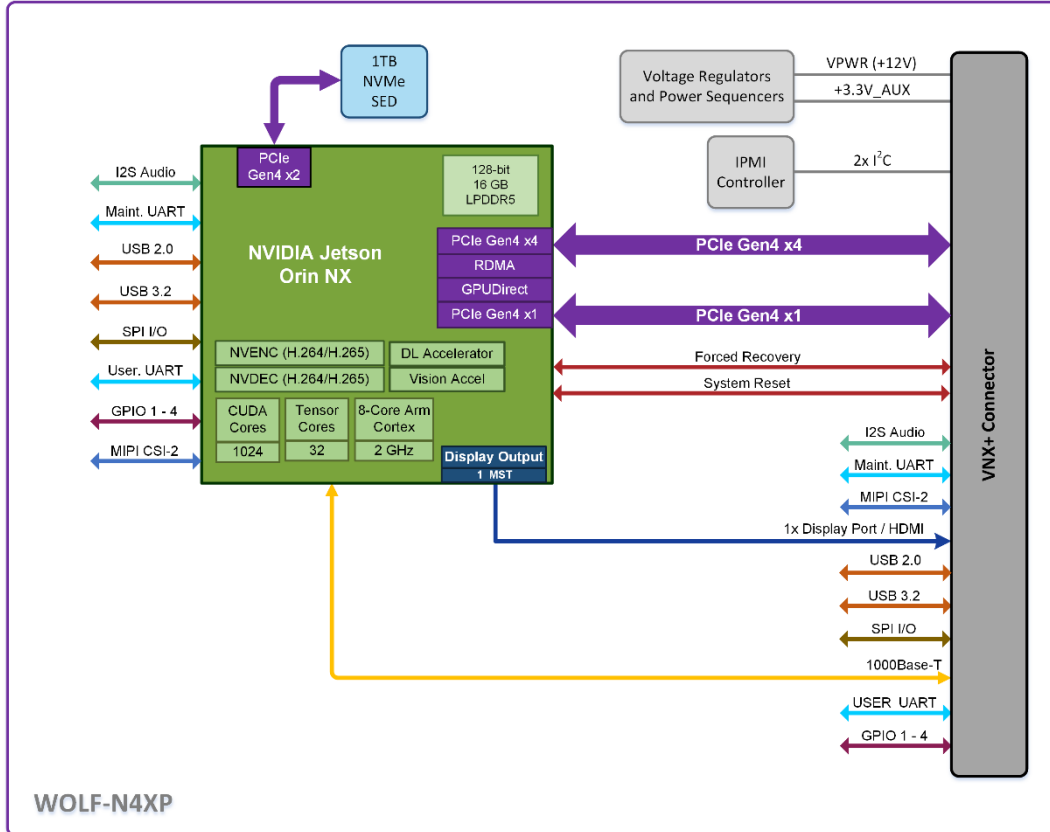 1TB
NVMe
SED
Voltage Regulators
and Power Sequencers
VPWR (+12V)
+3.3V_AUX
IPMI
Controller
2x I²C
PCIe
Gen4 x2
128-bit
16 GB
LPDDR5
I2S Audio
Maint. UART
USB 2.0
USB 3.2
SPI I/O
User. UART
GPIO 1 - 4
MIPI CSI-2
NVIDIA Jetson
Orin NX
PCIe Gen4 x4
RDMA
GPUDirect
PCIe Gen4 x1
PCIe Gen4 x4
PCIe Gen4 x1
NVENC (H.264/H.265)
DL Accelerator
NVDEC (H.264/H.265)
Vision Accel
CUDA
Cores
1024
Tensor
Cores
32
8-Core Arm
Cortex
2 GHz
Display Output
1 MST
Forced Recovery
System Reset
I2S Audio
Maint. UART
MIPI CSI-2
1x Display Port / HDMI
USB 2.0
USB 3.2
SPI I/O
1000Base-T
USER UART
GPIO 1 - 4
VNX+ Connector
WOLF-N4XP